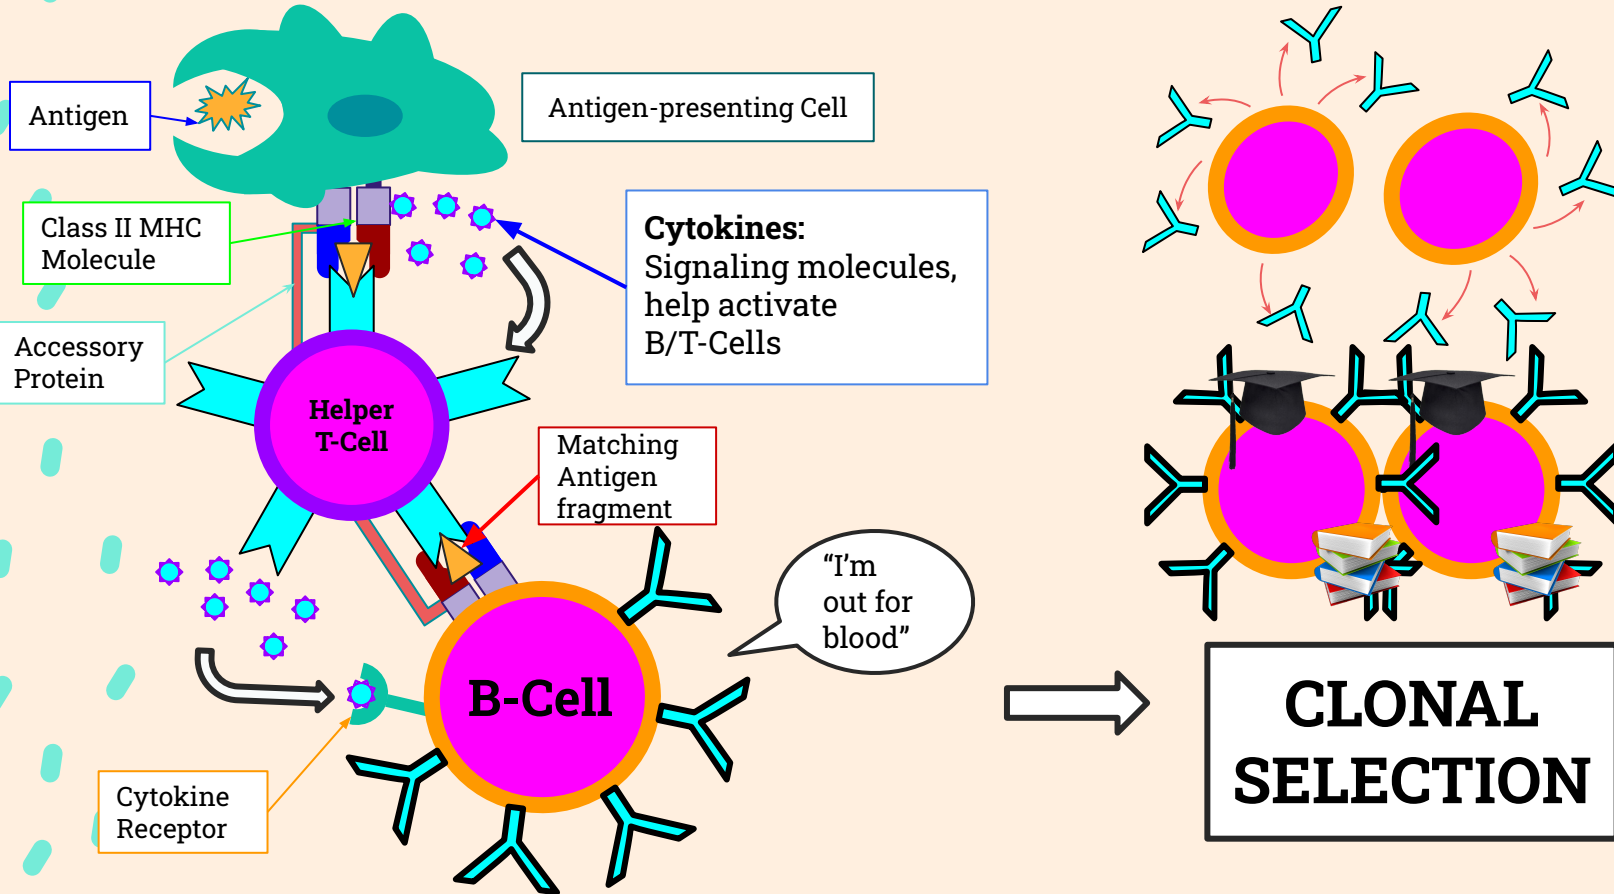 Antigen
Antigen-presenting Cell
Class II MHC
Molecule
Cytokines:
Signaling molecules,
help activate
B/T-Cells
Accessory
Protein
Helper
T-Cell
Matching
Antigen
fragment
“I’m
out for
blood”
B-Cell
CLONAL
SELECTION
Cytokine
Receptor